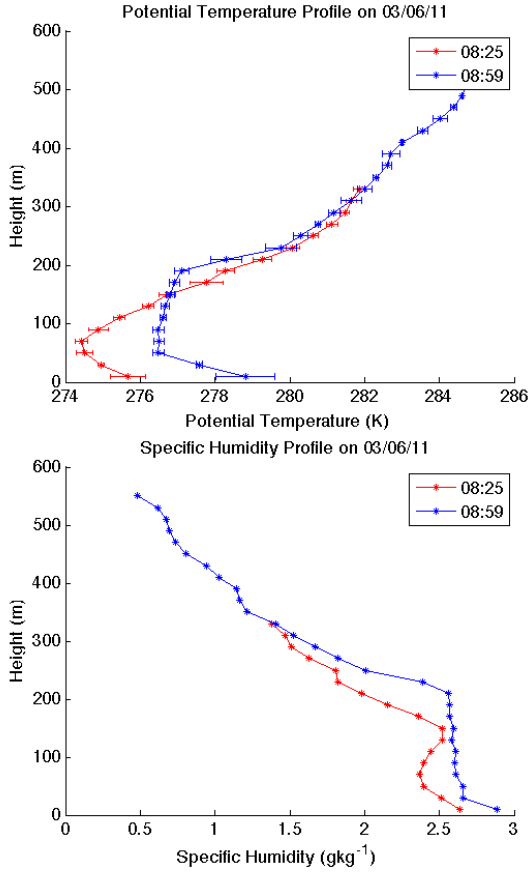 Potential Temperature Profile on 03/06/11
600
08:25
08:59
500
400
300
200
100
0
Height (m)
274 276 278 280 282 284 286
Potential Temperature (K)
Specific Humidity Profile on 03/06/11
600
08:25
08:59
500
400
300
200
100
0
Height (m)
0 0.5 1 1.5 2 2.5 3
Specific Humidity (gkg⁻¹)